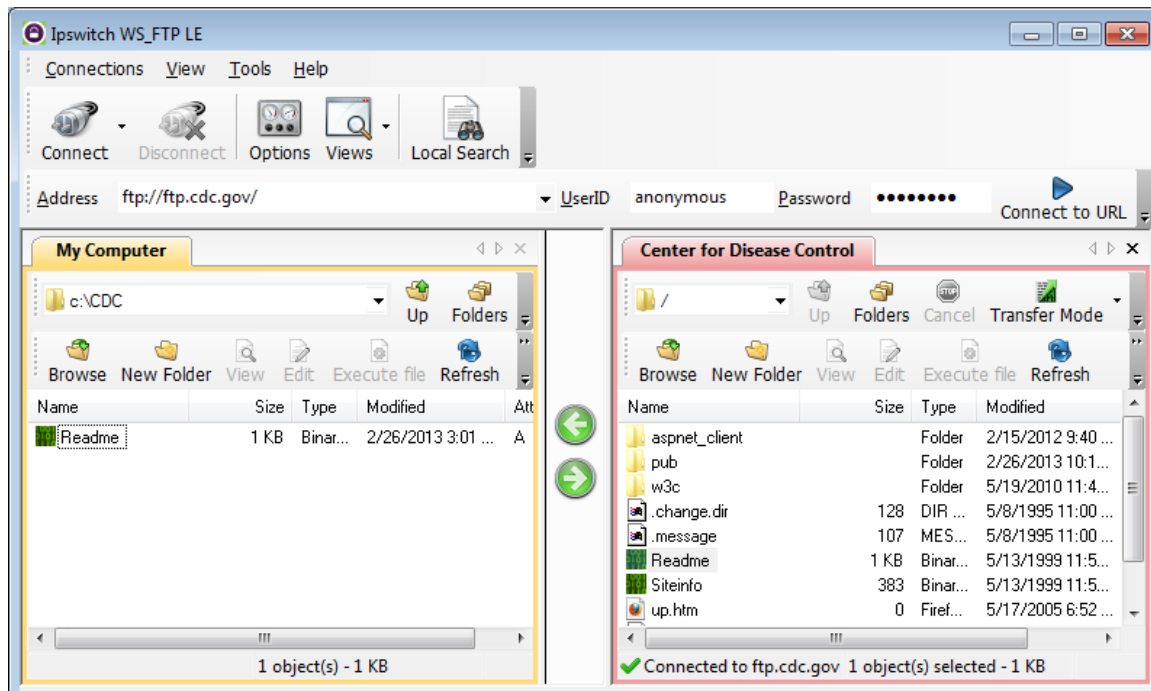 Ipswitch WS_FTP LE
Connections View Tools Help
Connect Disconnect Options Views Local Search
Address ftp://ftp.cdc.gov/ UserID anonymous Password •••••••• Connect to URL
My Computer
c:\CDC Up Folders
Browse New Folder View Edit Execute file Refresh
Name Size Type Modified Att
Readme 1 KB Binar... 2/26/2013 3:01 ... A
1 object(s) - 1 KB
Center for Disease Control
/ Up Folders Cancel Transfer Mode
Browse New Folder View Edit Execute file Refresh
Name Size Type Modified
aspnet_client Folder 2/15/2012 9:40 ...
pub Folder 2/26/2013 10:1...
w3c Folder 5/19/2010 11:4...
.change.dir 128 DIR ... 5/8/1995 11:00 ...
.message 107 MES... 5/8/1995 11:00 ...
Readme 1 KB Binar... 5/13/1999 11:5...
Siteinfo 383 Binar... 5/13/1999 11:5...
up.htm 0 Firef... 5/17/2005 6:52 ...
Connected to ftp.cdc.gov 1 object(s) selected - 1 KB